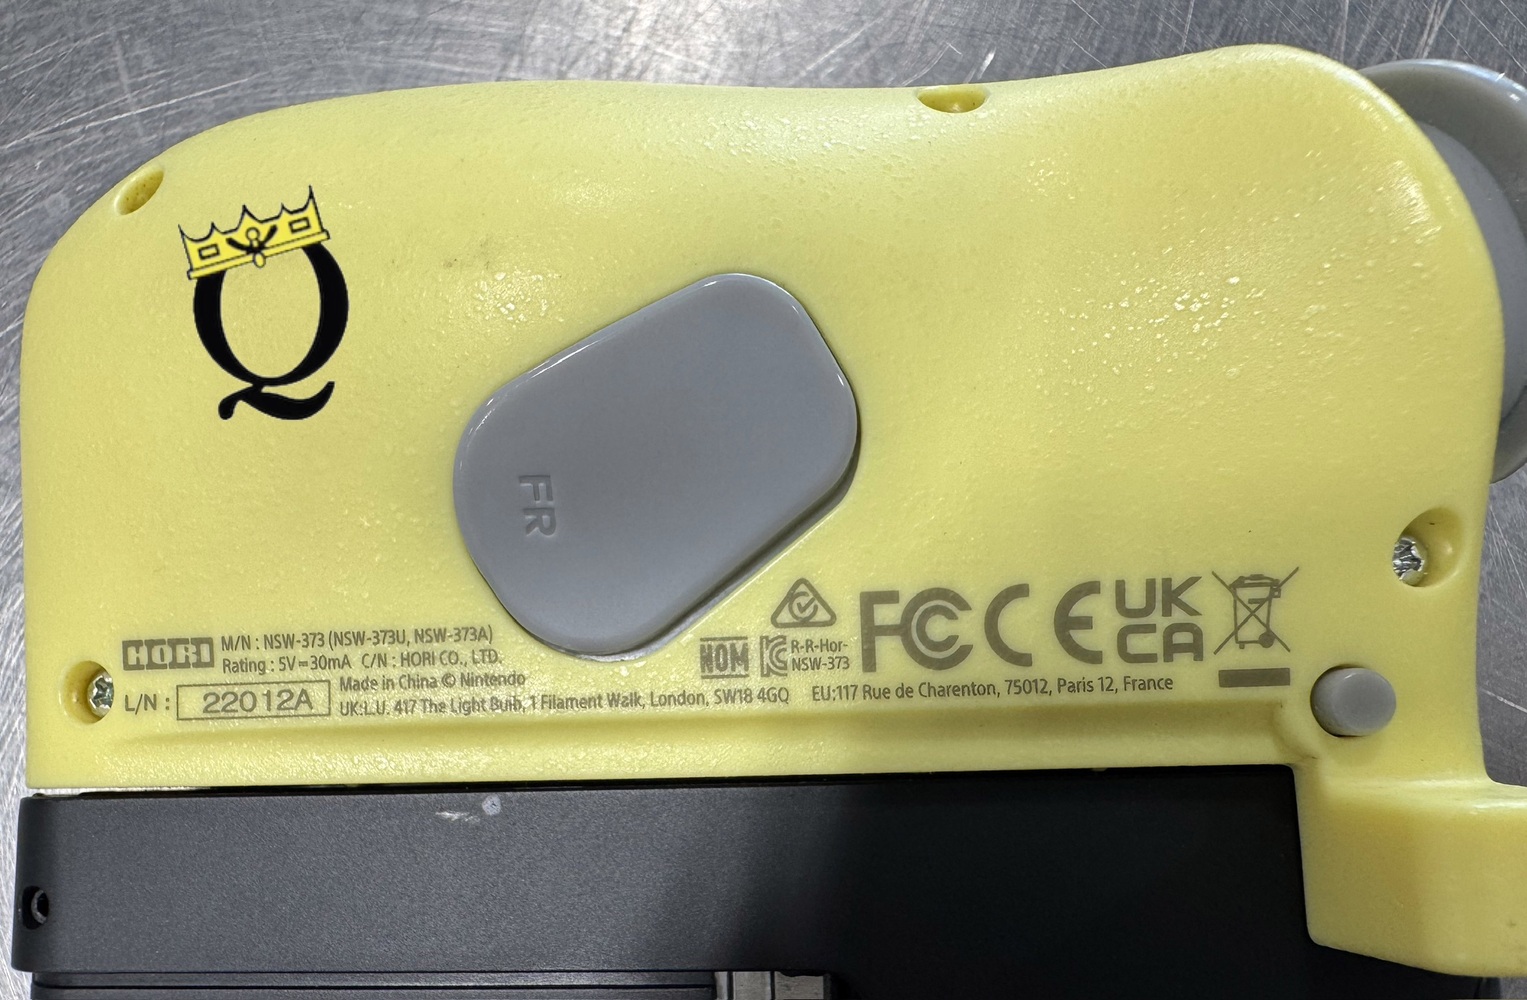 Q
FR
HORI M/N : NSW-373 (NSW-373U, NSW-373A)
Rating : 5V⎓30mA C/N : HORI CO., LTD.
L/N : 22012A
Made in China © Nintendo
UK:L.U. 417 The Light Bulb, 1 Filament Walk, London, SW18 4GQ EU:117 Rue de Charenton, 75012, Paris 12, France
NOM KC R-R-Hor-
NSW-373
FC CE UK
CA